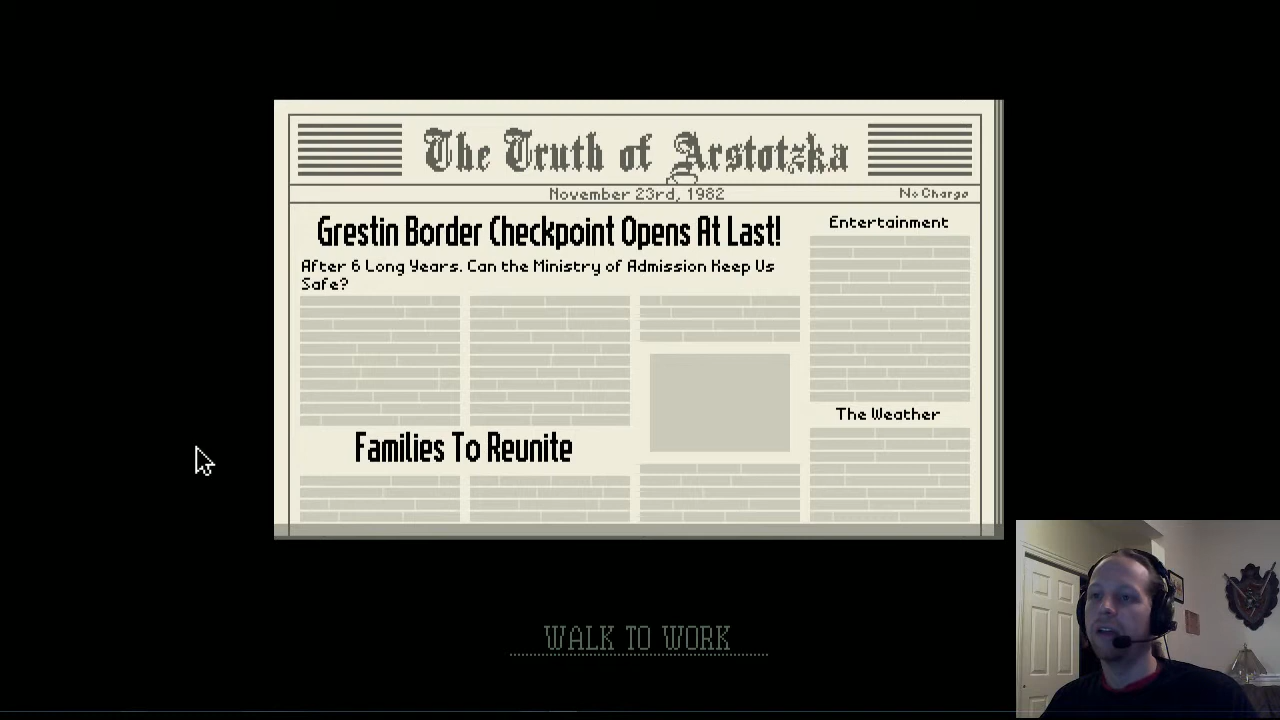 The Truth of Arstotzka
November 23rd, 1982
No Charge
Grestin Border Checkpoint Opens At Last!
After 6 Long Years. Can the Ministry of Admission Keep Us
Safe?
Entertainment
The Weather
Families To Reunite
WALK TO WORK